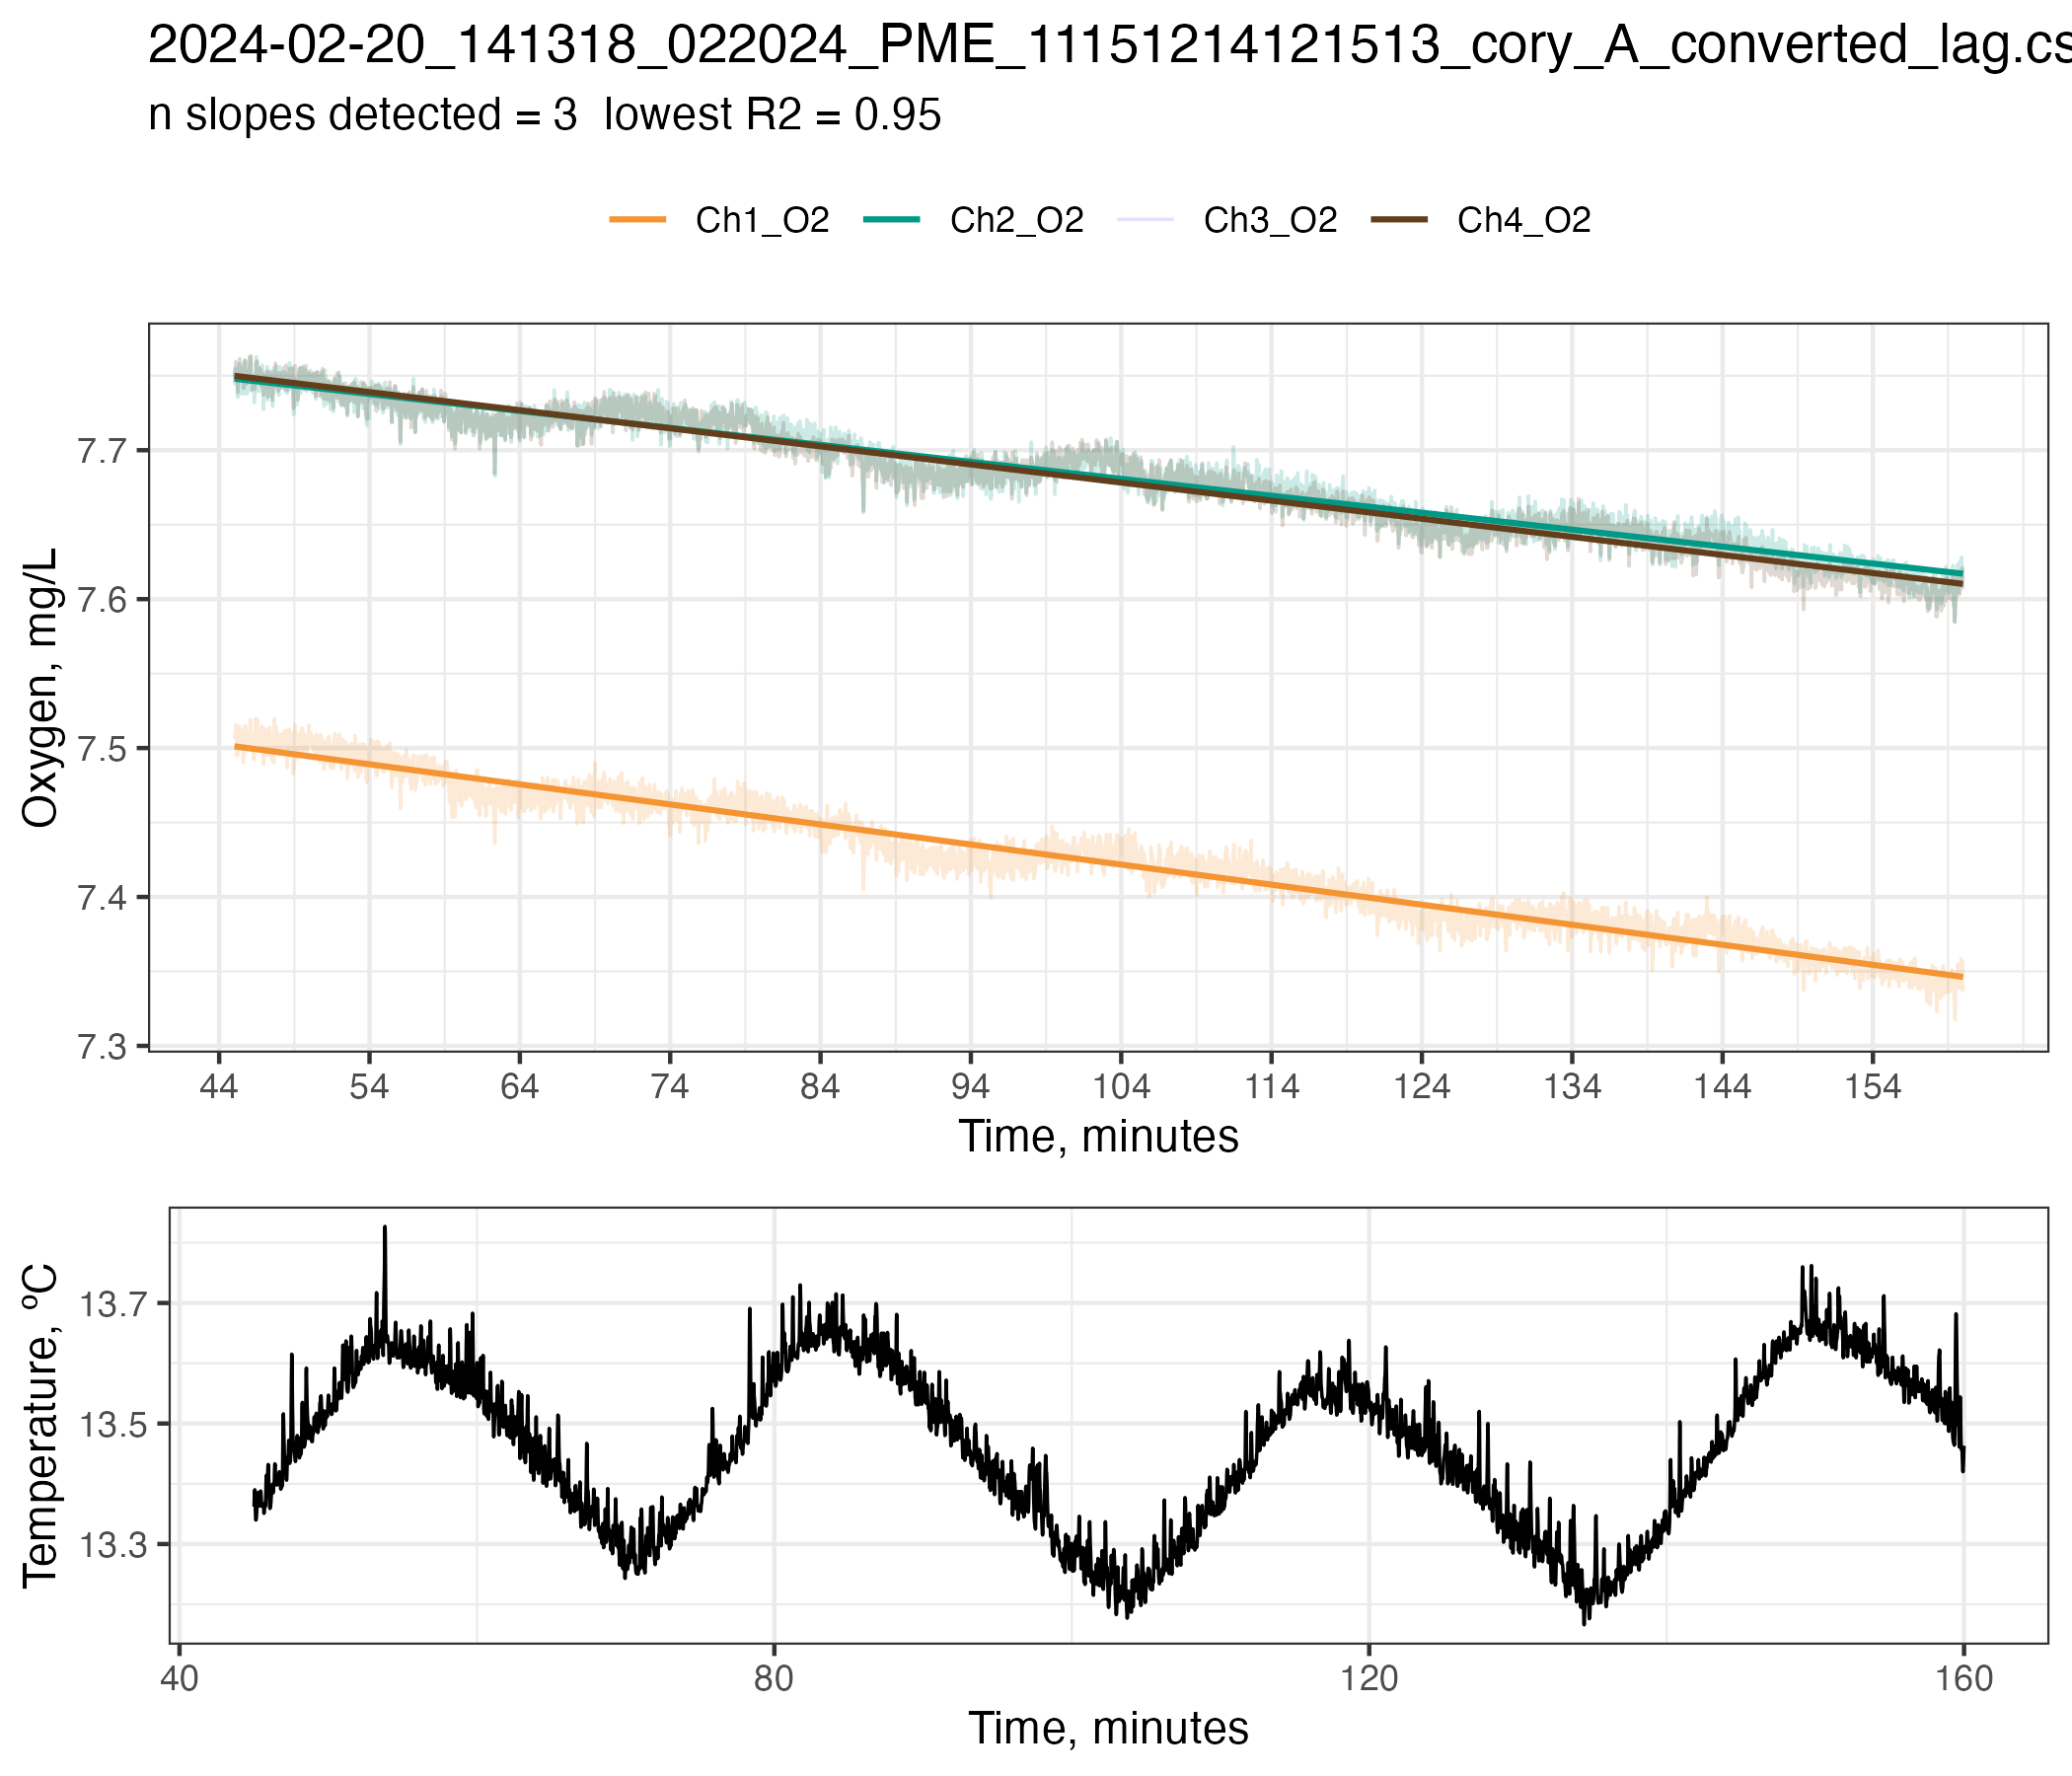 2024-02-20_141318_022024_PME_11151214121513_cory_A_converted_lag.cs
n slopes detected = 3  lowest R2 = 0.95
Ch1_O2 Ch2_O2 Ch3_O2 Ch4_O2
Oxygen, mg/L
7.7
7.6
7.5
7.4
7.3
44 54 64 74 84 94 104 114 124 134 144 154
Time, minutes
Temperature, ºC
13.7
13.5
13.3
40 80 120 160
Time, minutes